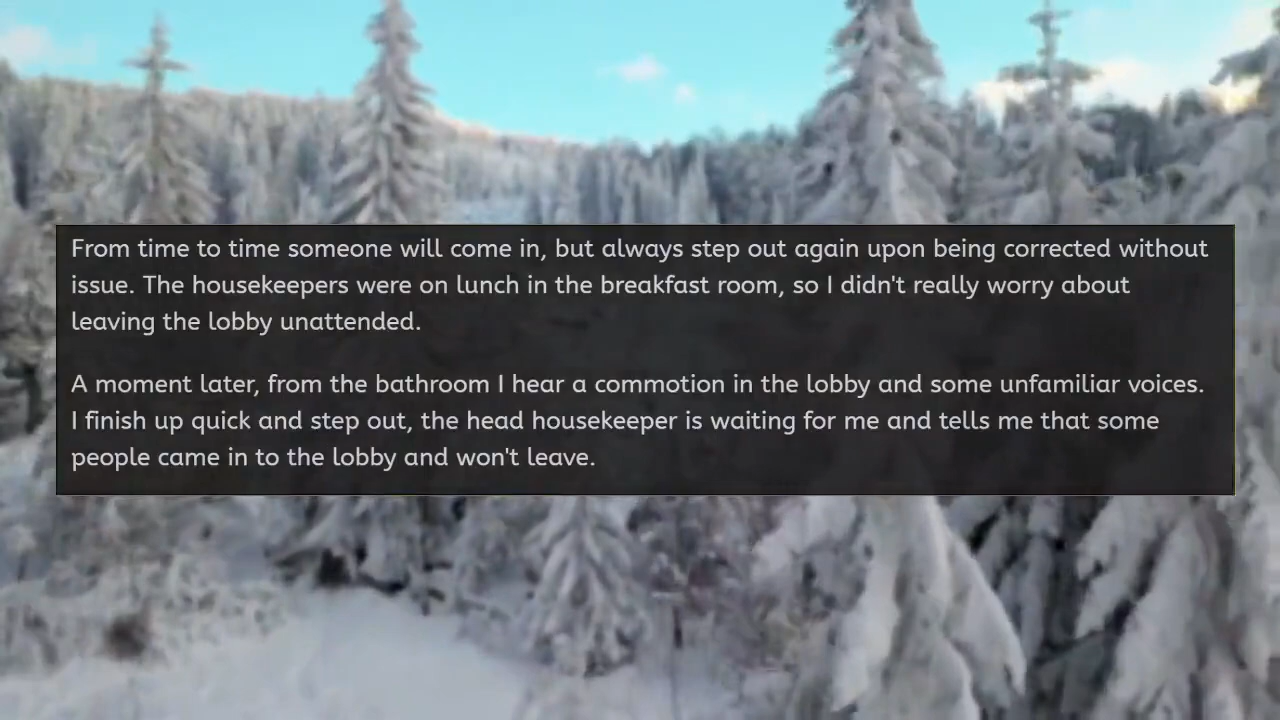 From time to time someone will come in, but always step out again upon being corrected without
issue. The housekeepers were on lunch in the breakfast room, so I didn't really worry about
leaving the lobby unattended.
A moment later, from the bathroom I hear a commotion in the lobby and some unfamiliar voices.
I finish up quick and step out, the head housekeeper is waiting for me and tells me that some
people came in to the lobby and won't leave.